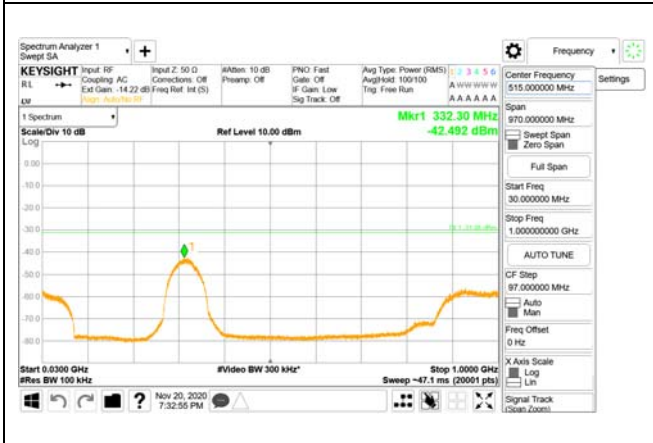 Spectrum Analyzer 1
Swept SA
+
Frequency
KEYSIGHT
Input: RF
Coupling: AC
Ext Gain: -14.22 dB
Align: Auto/No RF
Input Z: 50 Ω
Corrections: Off
Freq Ref: Int (S)
#Atten: 10 dB
Preamp: Off
PNO: Fast
Gate: Off
IF Gain: Low
Sig Track: Off
Avg Type: Power (RMS)
Avg|Hold: 100/100
Trig: Free Run
1 2 3 4 5 6
A W W W W W
A A A A A A
RL
1 Spectrum
Scale/Div 10 dB
Log
Ref Level 10.00 dBm
Mkr1 332.30 MHz
-42.492 dBm
0.00
-10.0
-20.0
-30.0
-40.0
-50.0
-60.0
-70.0
-80.0
1
Start 0.0300 GHz
#Res BW 100 kHz
#Video BW 300 kHz*
Stop 1.0000 GHz
Sweep ~47.1 ms (20001 pts)
?
Nov 20, 2020
7:32:55 PM
Center Frequency
515.000000 MHz
Settings
Span
970.000000 MHz
Swept Span
Zero Span
Full Span
Start Freq
30.000000 MHz
Stop Freq
1.000000000 GHz
AUTO TUNE
CF Step
97.000000 MHz
Auto
Man
Freq Offset
0 Hz
X Axis Scale
Log
Lin
Signal Track
(Span Zoom)